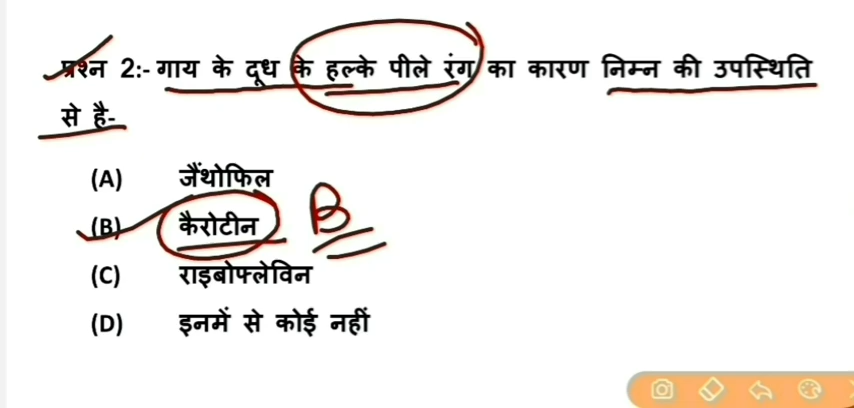 प्रश्न 2:- गाय के दूध के हल्के पीले रंग का कारण निम्न की उपस्थिति
से है-
(A) जैंथोफिल
(B) कैरोटीन B
(C) राइबोफ्लेविन
(D) इनमें से कोई नहीं